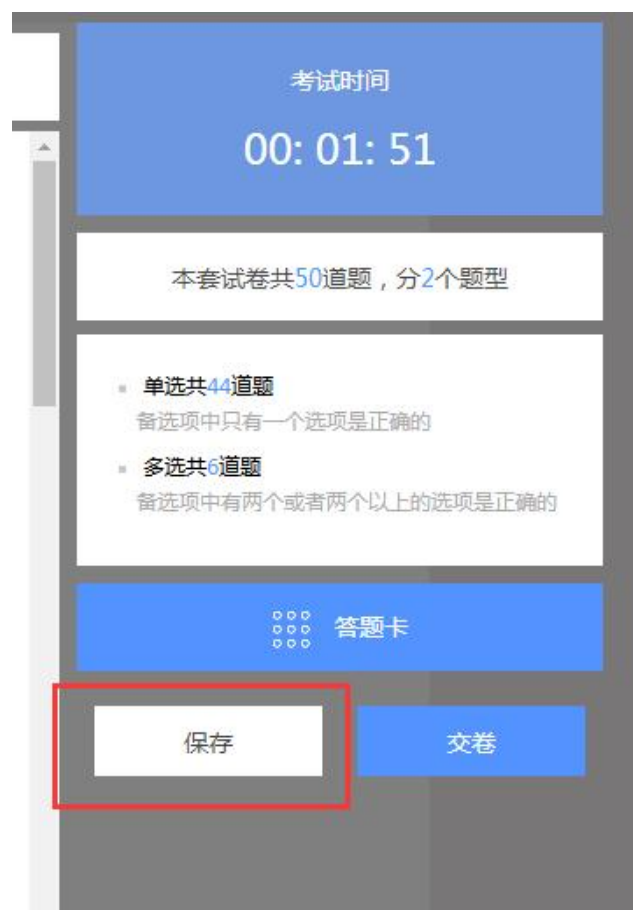 考试时间
00: 01: 51
本套试卷共50道题，分2个题型
单选共44道题
备选项中只有一个选项是正确的
多选共6道题
备选项中有两个或者两个以上的选项是正确的
答题卡
保存
交卷